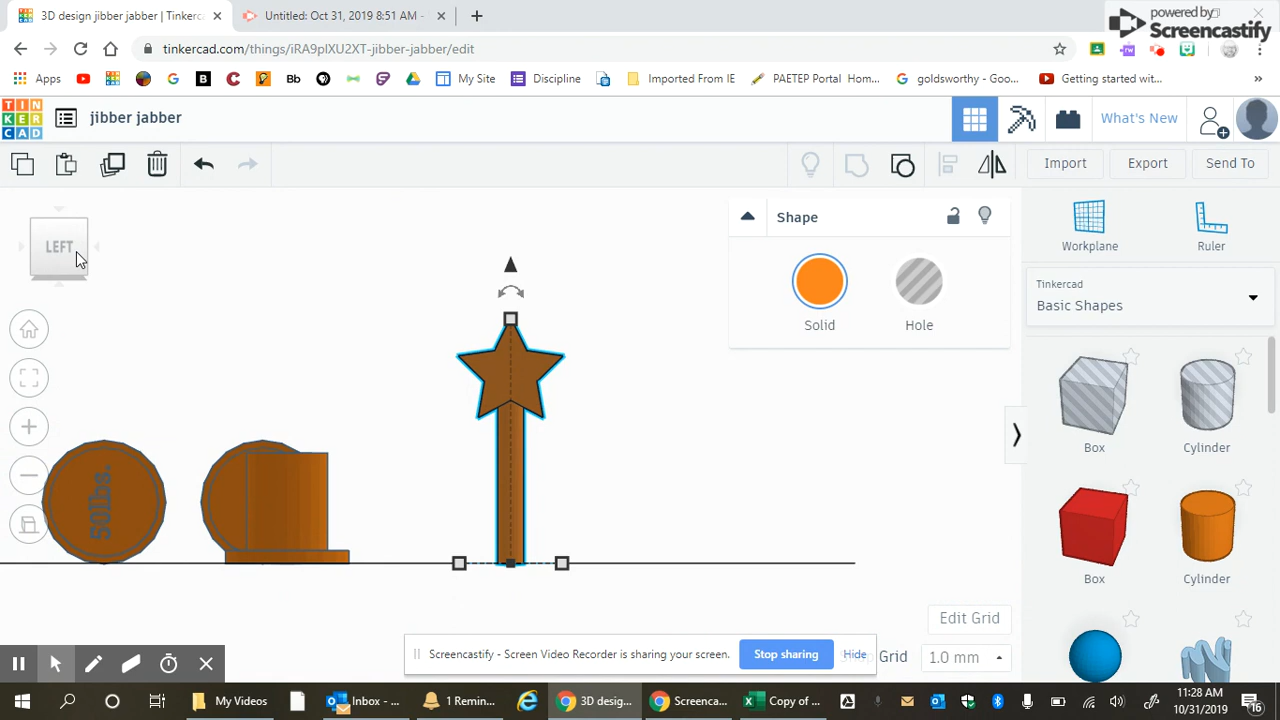 3D design jibber jabber | Tinkerc
Untitled: Oct 31, 2019 8:51 AM -
powered by
Screencastify
tinkercad.com/things/iRA9plXU2XT-jibber-jabber/edit
Apps
My Site
Discipline
Imported From IE
PAETEP Portal Hom...
goldsworthy - Goo...
Getting started wit...
TIN
KER
CAD
jibber jabber
What's New
Import
Export
Send To
LEFT
Shape
Solid
Hole
Workplane
Ruler
Tinkercad
Basic Shapes
Box
Cylinder
50lbs.
Box
Cylinder
Edit Grid
Screencastify - Screen Video Recorder is sharing your screen.
Stop sharing
Hide
Grid
1.0 mm
My Videos
Inbox - ...
1 Remin...
3D desig...
Screenca...
Copy of ...
11:28 AM
10/31/2019
16